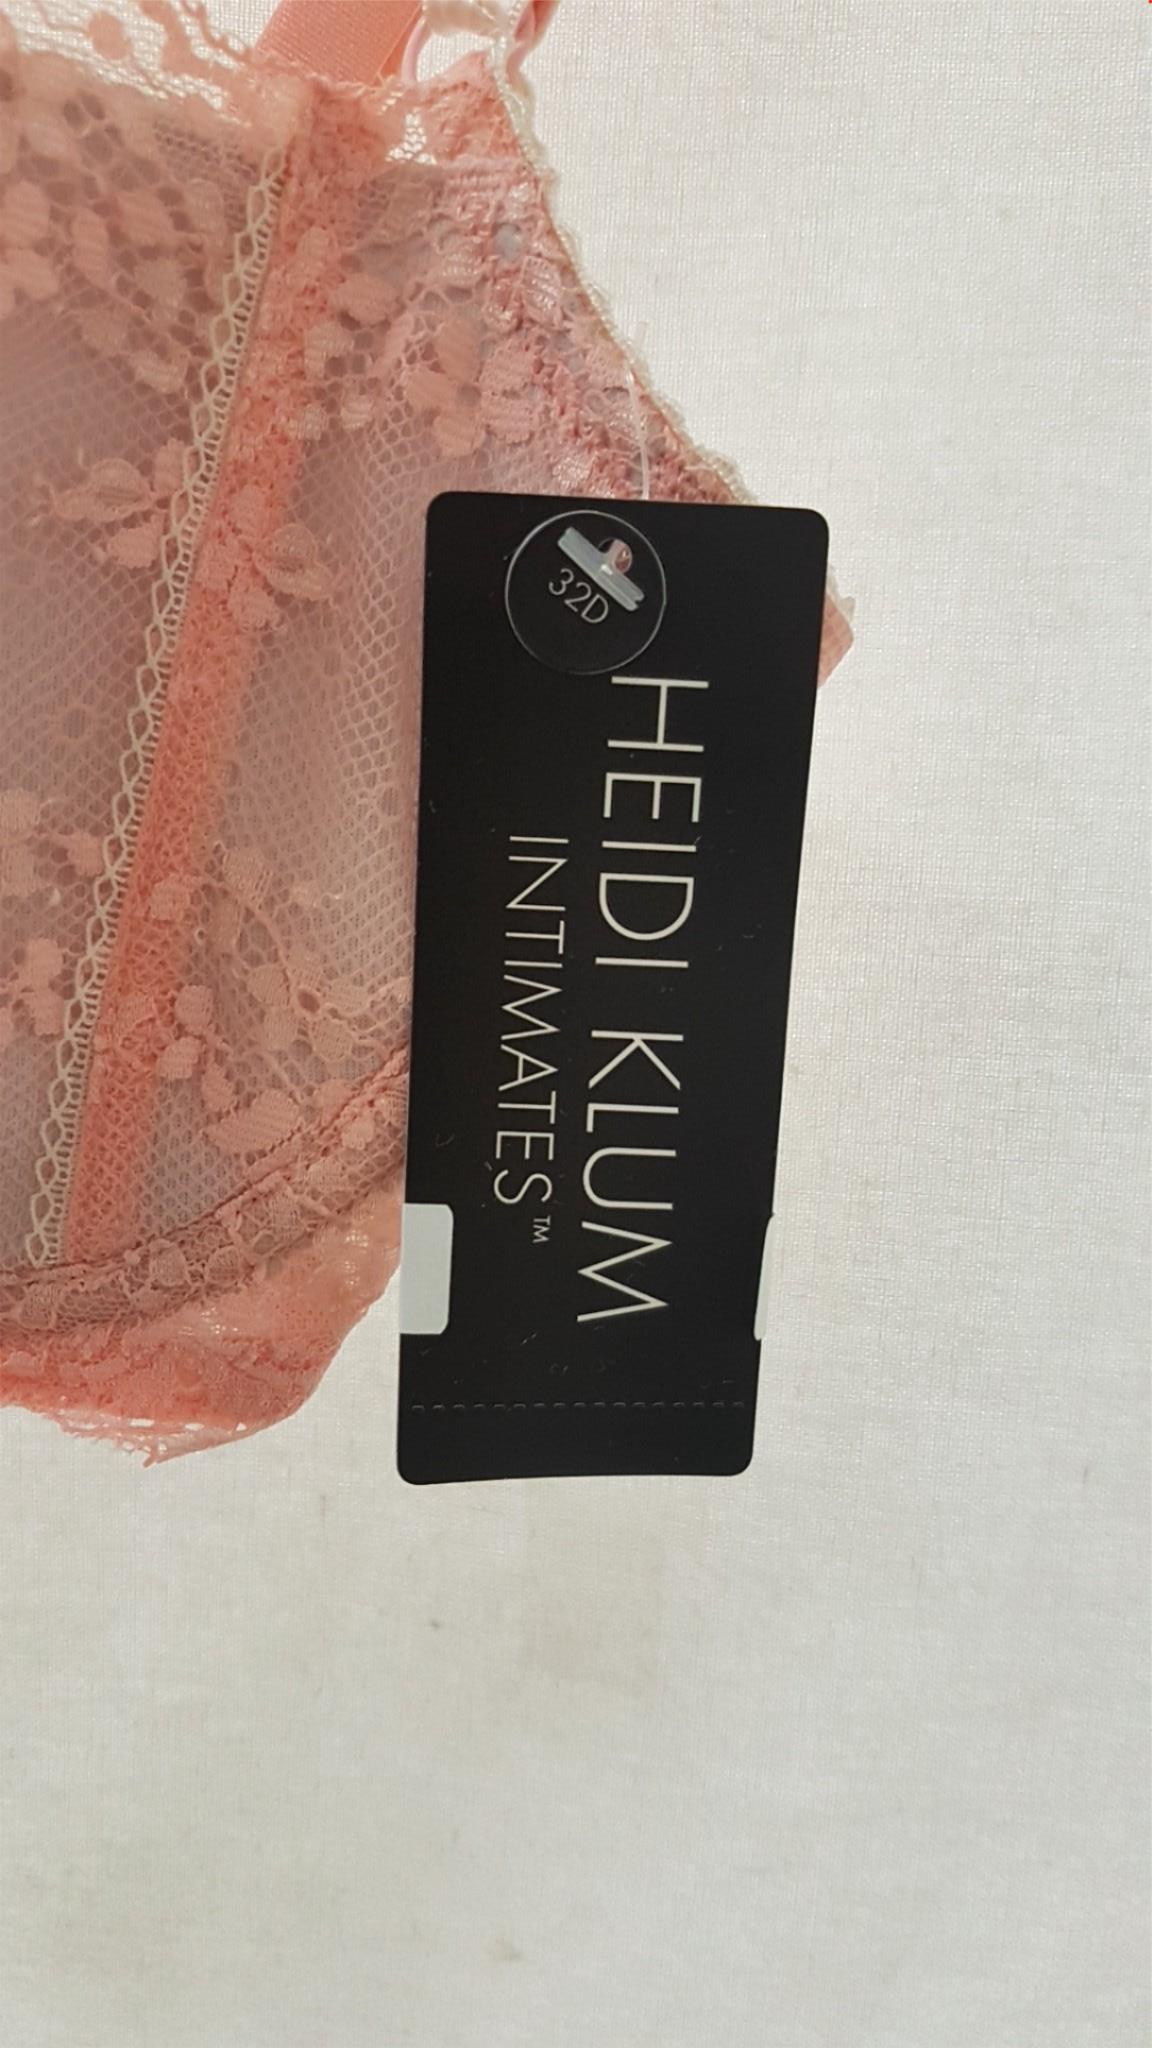 32D
HEIDI KLUM
INTIMATES™